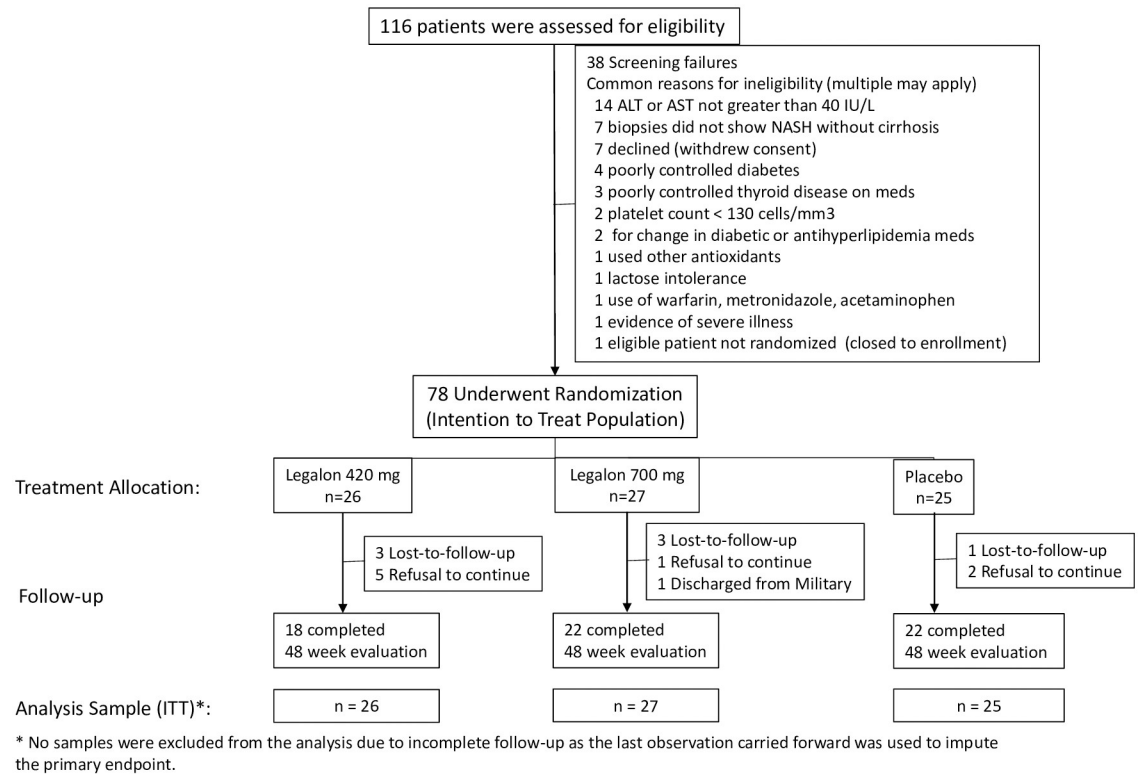 116 patients were assessed for eligibility
38 Screening failures
Common reasons for ineligibility (multiple may apply)
14 ALT or AST not greater than 40 IU/L
7 biopsies did not show NASH without cirrhosis
7 declined (withdrew consent)
4 poorly controlled diabetes
3 poorly controlled thyroid disease on meds
2 platelet count < 130 cells/mm3
2 for change in diabetic or antihyperlipidemia meds
1 used other antioxidants
1 lactose intolerance
1 use of warfarin, metronidazole, acetaminophen
1 evidence of severe illness
1 eligible patient not randomized (closed to enrollment)
78 Underwent Randomization
(Intention to Treat Population)
Treatment Allocation:
Legalon 420 mg
n=26
Legalon 700 mg
n=27
Placebo
n=25
Follow-up
3 Lost-to-follow-up
5 Refusal to continue
3 Lost-to-follow-up
1 Refusal to continue
1 Discharged from Military
1 Lost-to-follow-up
2 Refusal to continue
18 completed
48 week evaluation
22 completed
48 week evaluation
22 completed
48 week evaluation
Analysis Sample (ITT)*:
n = 26
n = 27
n = 25
* No samples were excluded from the analysis due to incomplete follow-up as the last observation carried forward was used to impute
the primary endpoint.